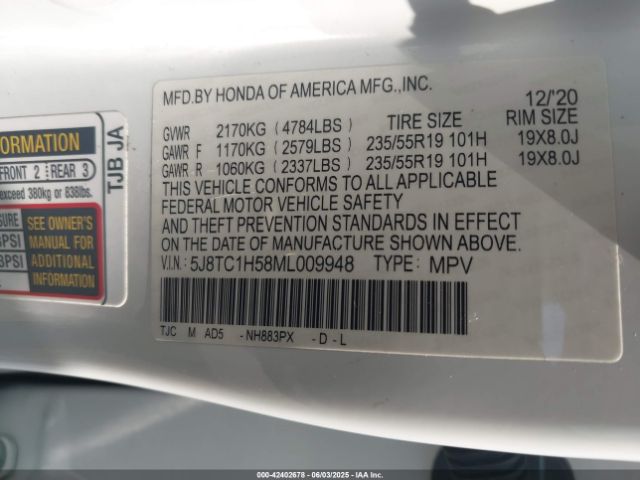 MFD.BY HONDA OF AMERICA MFG.,INC. 12/'20
GVWR 2170KG (4784LBS) TIRE SIZE RIM SIZE
GAWR F 1170KG (2579LBS) 235/55R19 101H 19X8.0J
GAWR R 1060KG (2337LBS) 235/55R19 101H 19X8.0J
THIS VEHICLE CONFORMS TO ALL APPLICABLE
FEDERAL MOTOR VEHICLE SAFETY
AND THEFT PREVENTION STANDARDS IN EFFECT
ON THE DATE OF MANUFACTURE SHOWN ABOVE.
V.I.N: 5J8TC1H58ML009948 TYPE: MPV
TJC M AD5 -NH883PX -D-L
FORMATION
FRONT 2 REAR 3
exceed 380kg or 838lbs.
SEE OWNER'S
MANUAL FOR
ADDITIONAL
INFORMATION
TJB JA
000-42402678 - 06/03/2025 - IAAI, Inc.